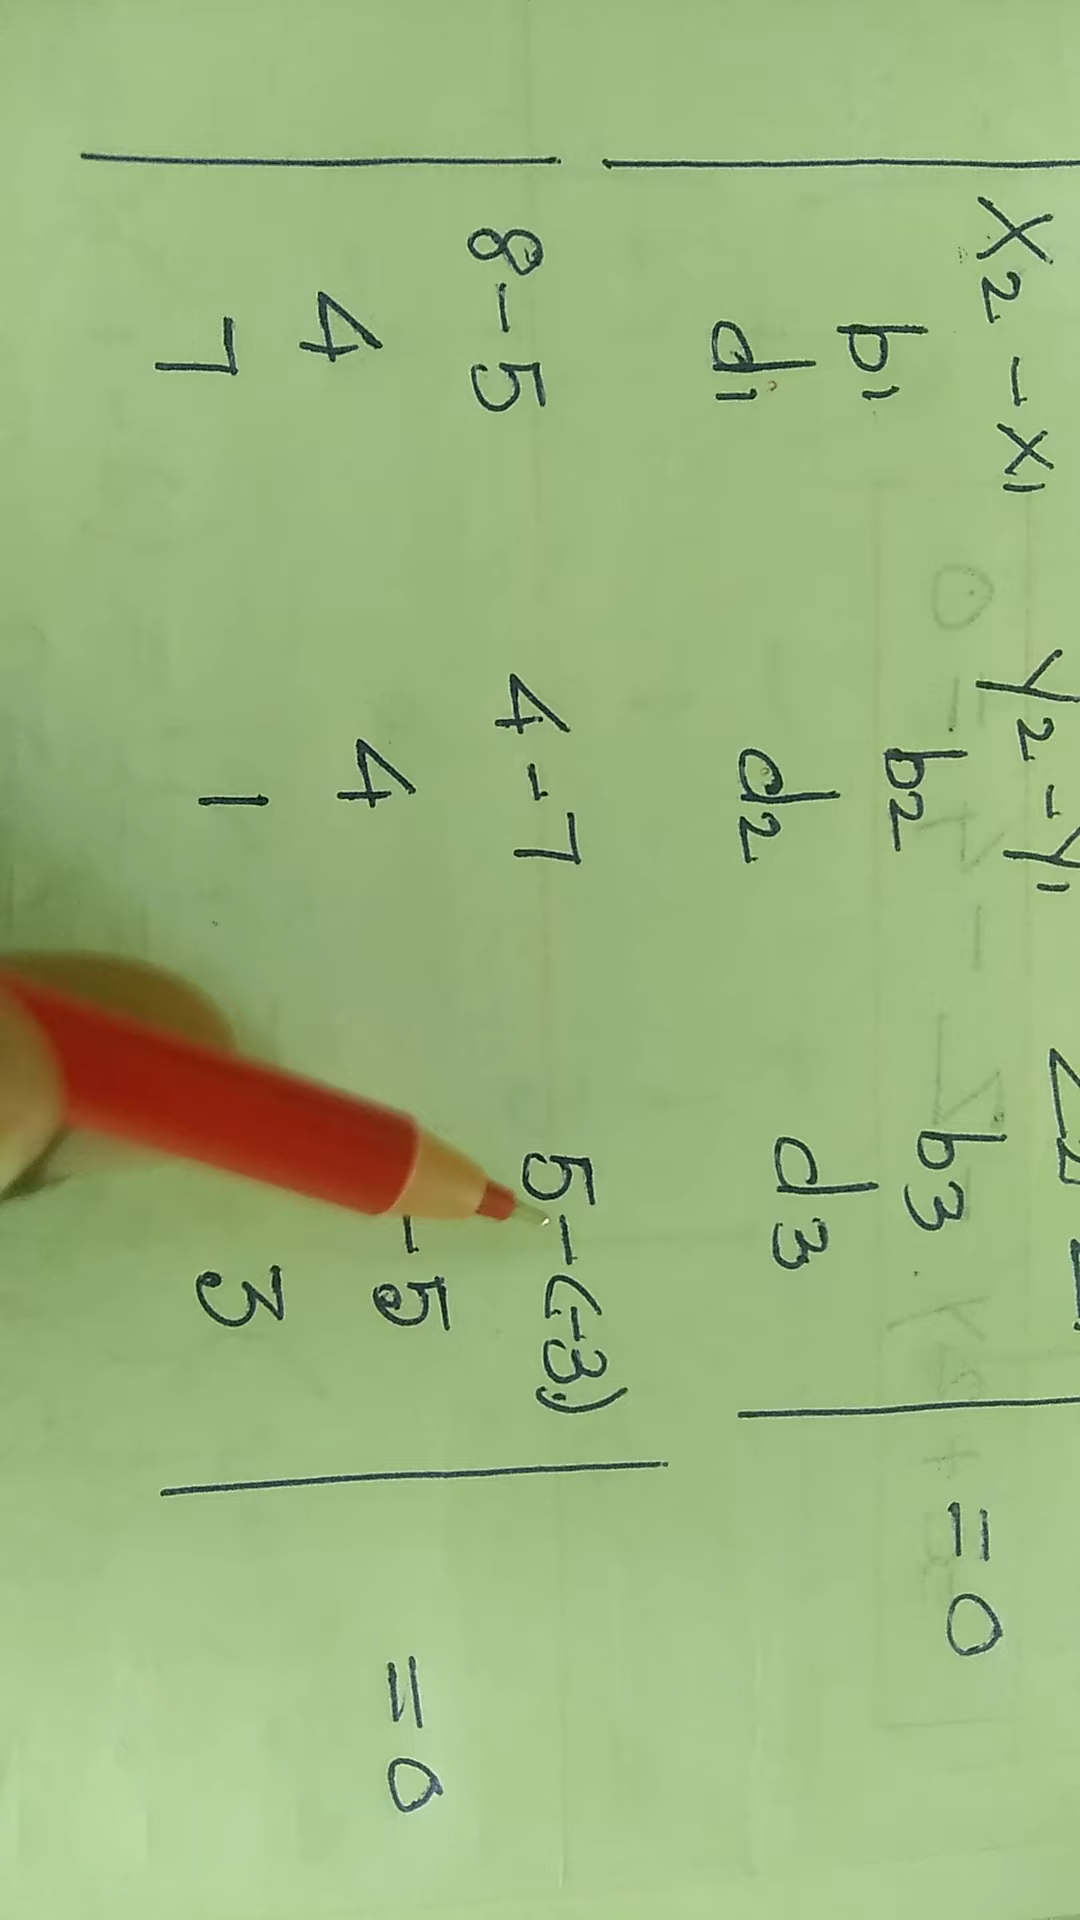 | x2 - x1 y2 - y1 z2
b1 b2 b3
d1 d2 d3 | = 0
| 8 - 5 4 - 7 5 - (-3)
4 4 -5
7 1 3 | = 0